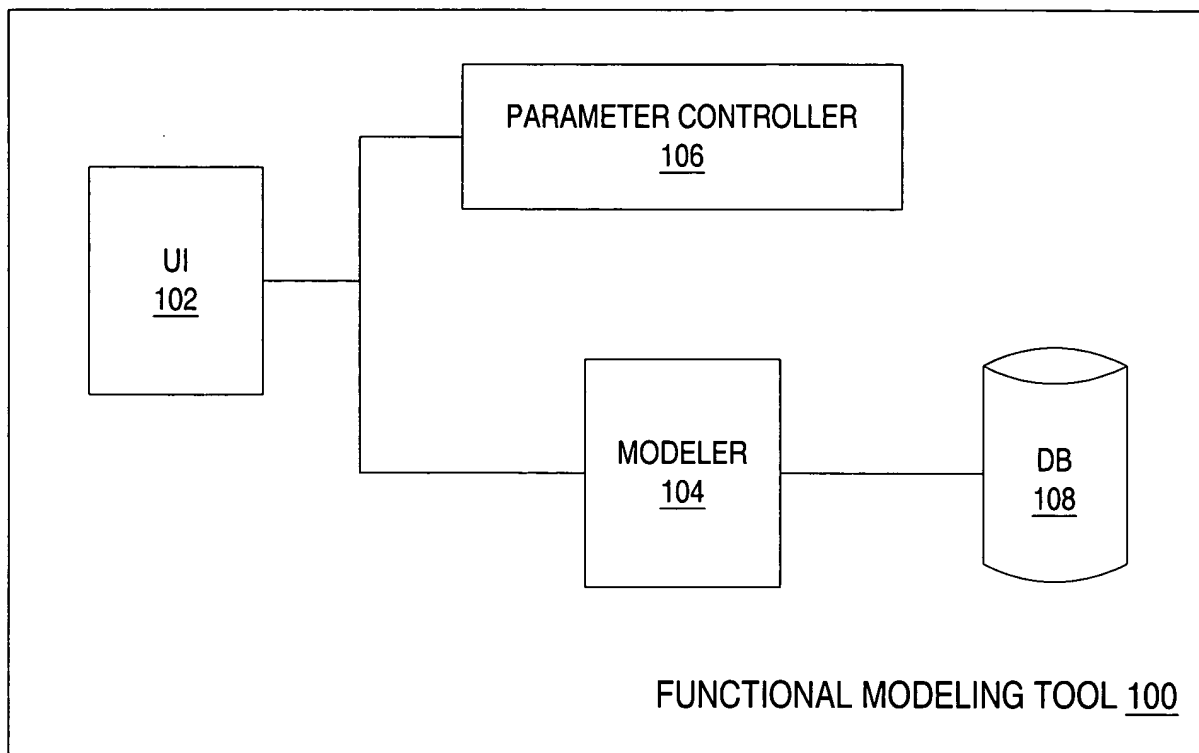 PARAMETER CONTROLLER
106
UI
102
MODELER
104
DB
108
FUNCTIONAL MODELING TOOL 100